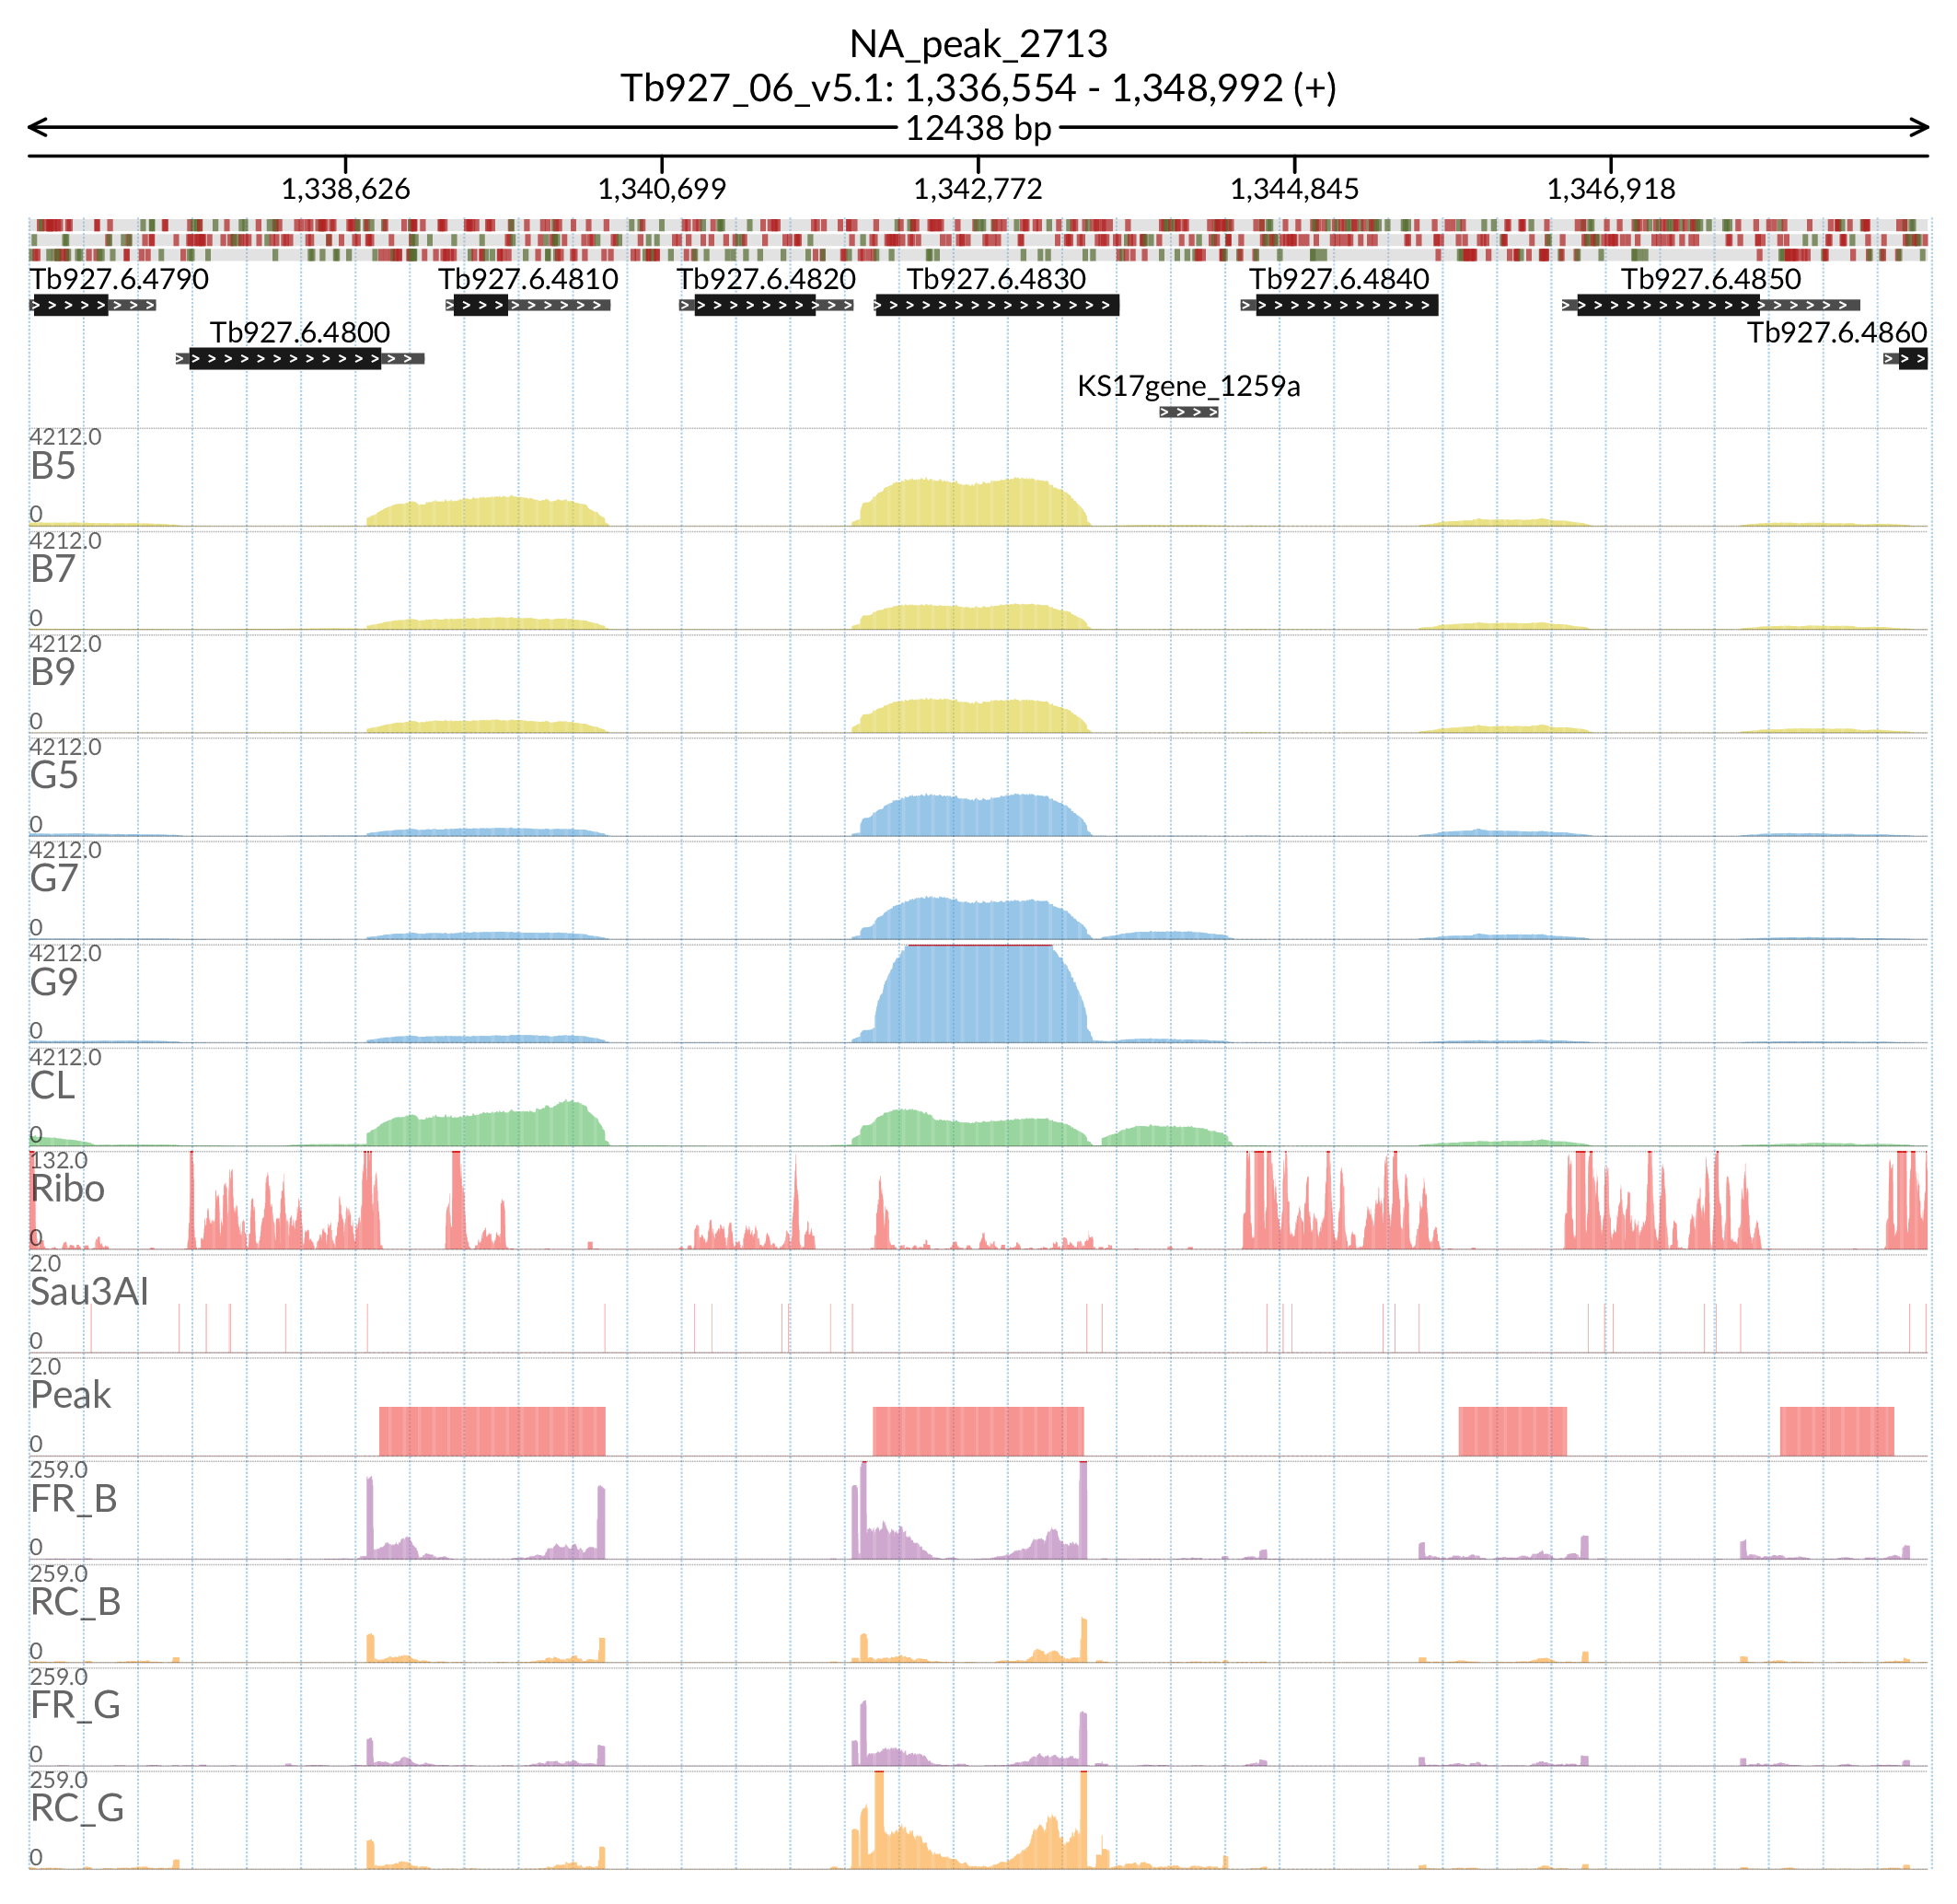 NA_peak_2713
Tb927_06_v5.1: 1,336,554 - 1,348,992 (+)
12438 bp
1,338,626 1,340,699 1,342,772 1,344,845 1,346,918
Tb927.6.4790 Tb927.6.4810 Tb927.6.4820 Tb927.6.4830 Tb927.6.4840 Tb927.6.4850
Tb927.6.4800 Tb927.6.4860
KS17gene_1259a
4212.0
B5
0
4212.0
B7
0
4212.0
B9
0
4212.0
G5
0
4212.0
G7
0
4212.0
G9
0
4212.0
CL
0
132.0
Ribo
0
2.0
Sau3AI
0
2.0
Peak
0
259.0
FR_B
0
259.0
RC_B
0
259.0
FR_G
0
259.0
RC_G
0